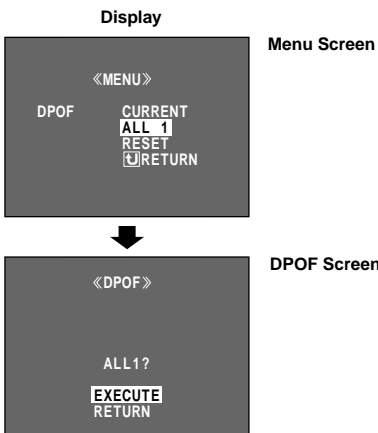 Display
Menu Screen
《MENU》
DPOF CURRENT
ALL 1
RESET
RETURN
DPOF Screen
《DPOF》
ALL1?
EXECUTE
RETURN